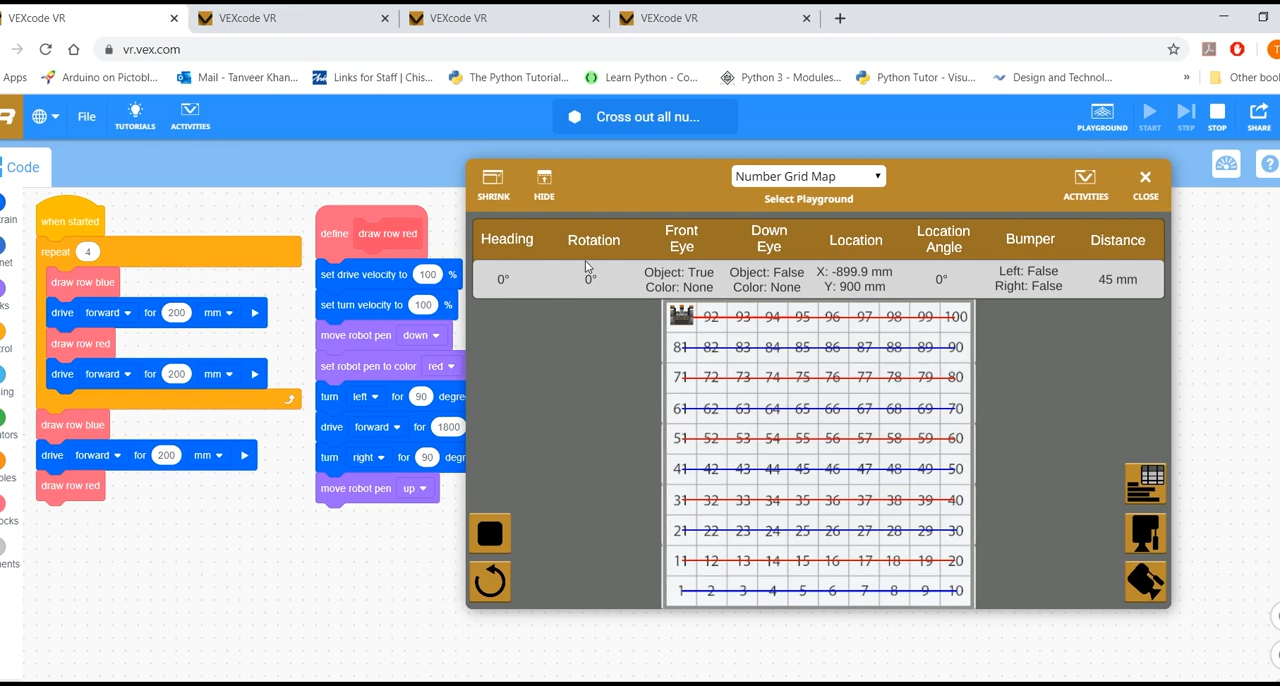 VEXcode VR
VEXcode VR
VEXcode VR
VEXcode VR
vr.vex.com
Apps
Arduino on Pictobl...
Mail - Tanveer Khan...
Links for Staff | Chis...
The Python Tutorial...
Learn Python - Co...
Python 3 - Modules...
Python Tutor - Visu...
Design and Technol...
»
Other book
File
TUTORIALS
ACTIVITIES
Cross out all nu...
PLAYGROUND
START
STEP
STOP
SHARE
Code
when started
repeat 4
draw row blue
drive forward for 200 mm
draw row red
drive forward for 200 mm
draw row blue
drive forward for 200 mm
draw row red
define draw row red
set drive velocity to 100 %
set turn velocity to 100 %
move robot pen down
set robot pen to color red
turn left for 90 degre
drive forward for 1800
turn right for 90 degr
move robot pen up
SHRINK
HIDE
Number Grid Map
Select Playground
ACTIVITIES
CLOSE
Heading Rotation Front Eye Down Eye Location Location Angle Bumper Distance
0° 0° Object: True Object: False X: -899.9 mm 0° Left: False 45 mm
Color: None Color: None Y: 900 mm Right: False
92 93 94 95 96 97 98 99 100
81 82 83 84 85 86 87 88 89 90
71 72 73 74 75 76 77 78 79 80
61 62 63 64 65 66 67 68 69 70
51 52 53 54 55 56 57 58 59 60
41 42 43 44 45 46 47 48 49 50
31 32 33 34 35 36 37 38 39 40
21 22 23 24 25 26 27 28 29 30
11 12 13 14 15 16 17 18 19 20
1 2 3 4 5 6 7 8 9 10